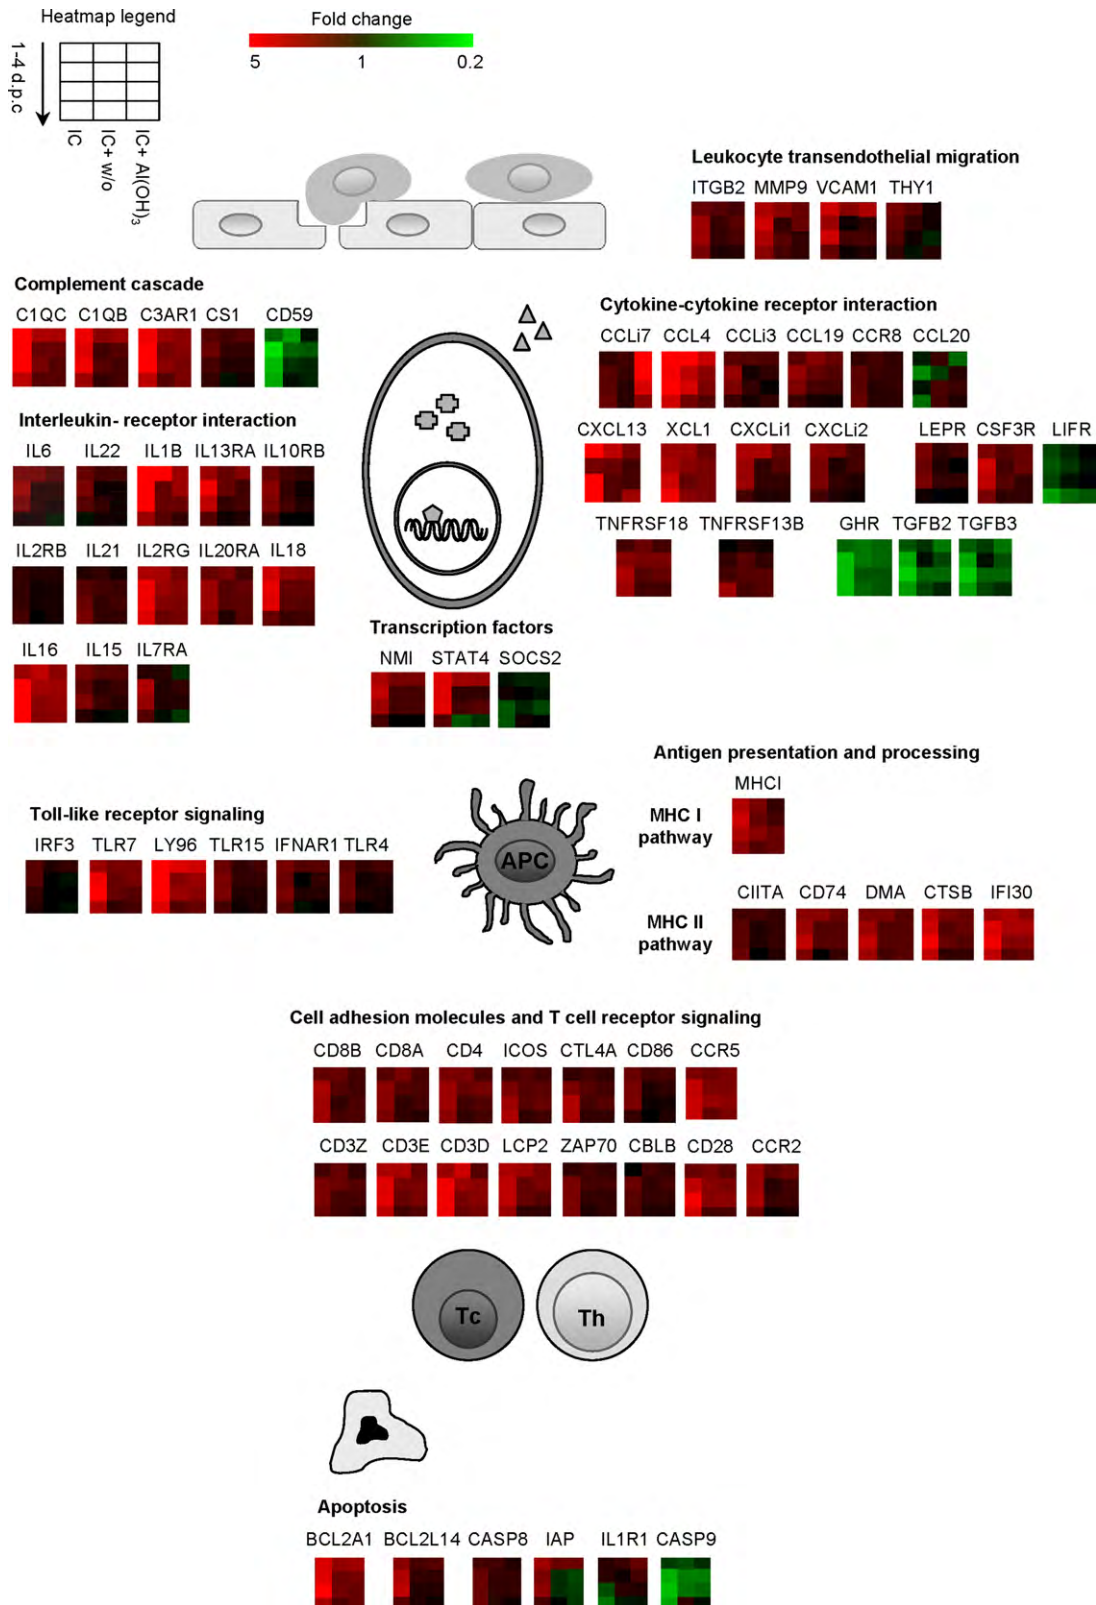 Heatmap legend
Fold change
5 1 0.2
1-4 d.p.c
IC
IC+ w/o
IC+ Al(OH)3
Leukocyte transendothelial migration
ITGB2 MMP9 VCAM1 THY1
Complement cascade
C1QC C1QB C3AR1 CS1 CD59
Cytokine-cytokine receptor interaction
CCLi7 CCL4 CCLi3 CCL19 CCR8 CCL20
Interleukin- receptor interaction
IL6 IL22 IL1B IL13RA IL10RB
CXCL13 XCL1 CXCLi1 CXCLi2 LEPR CSF3R LIFR
IL2RB IL21 IL2RG IL20RA IL18
TNFRSF18 TNFRSF13B GHR TGFB2 TGFB3
Transcription factors
NMI STAT4 SOCS2
IL16 IL15 IL7RA
Antigen presentation and processing
MHCI
MHC I
pathway
Toll-like receptor signaling
IRF3 TLR7 LY96 TLR15 IFNAR1 TLR4
APC
CIITA CD74 DMA CTSB IFI30
MHC II
pathway
Cell adhesion molecules and T cell receptor signaling
CD8B CD8A CD4 ICOS CTL4A CD86 CCR5
CD3Z CD3E CD3D LCP2 ZAP70 CBLB CD28 CCR2
Tc Th
Apoptosis
BCL2A1 BCL2L14 CASP8 IAP IL1R1 CASP9